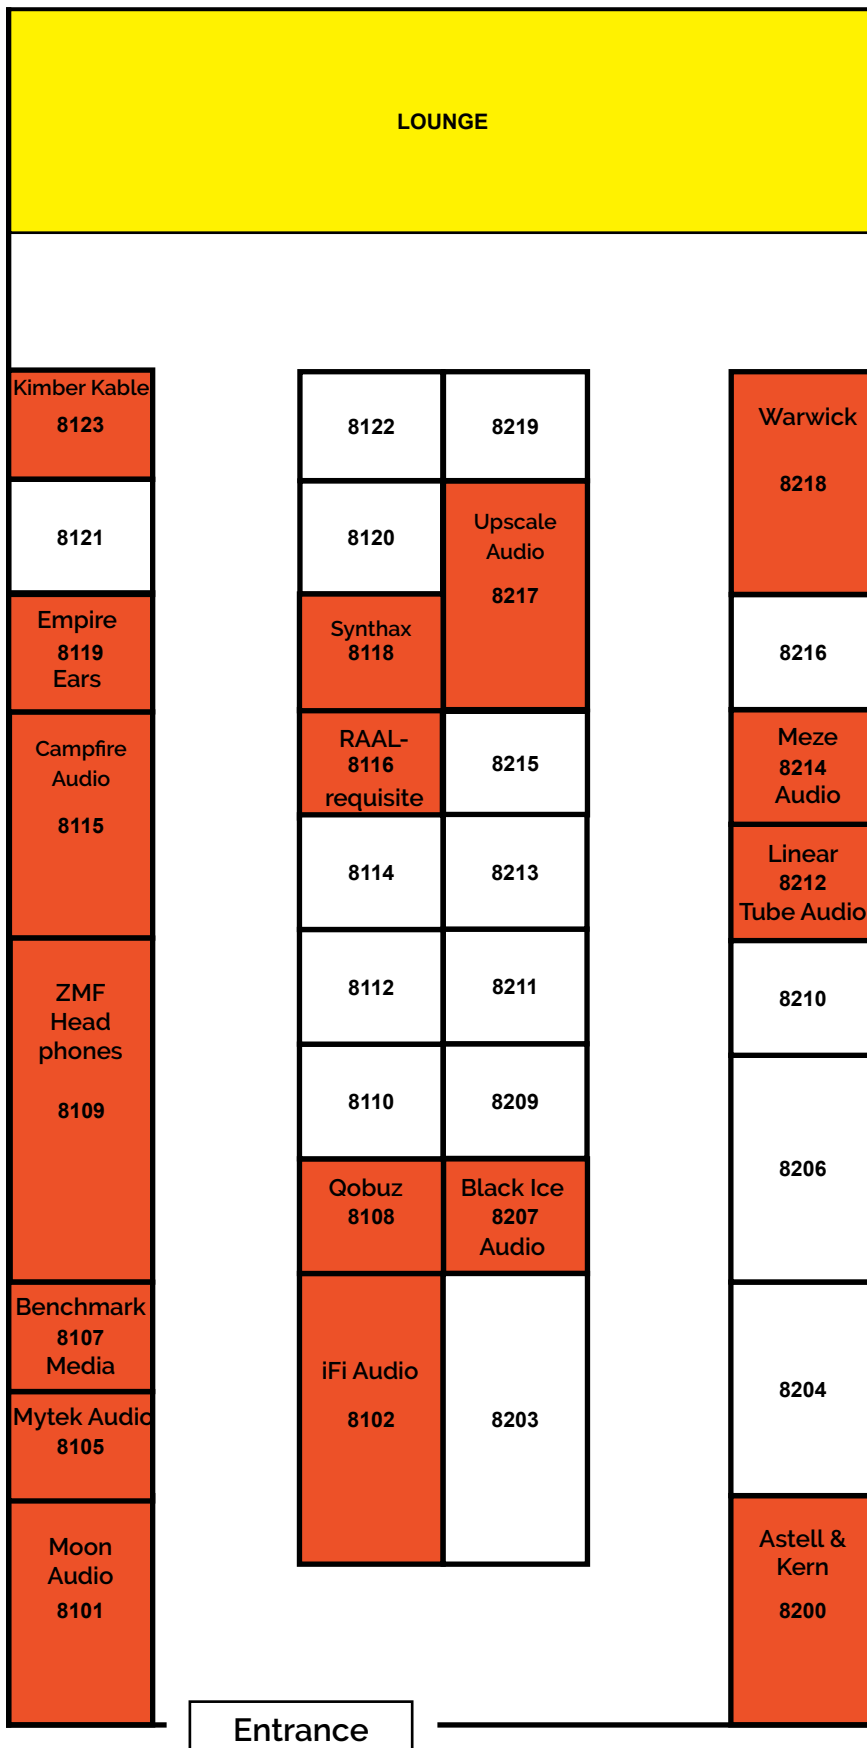 LOUNGE
Kimber Kable
8123
8121
Empire
8119
Ears
Campfire
Audio
8115
ZMF
Head
phones
8109
Benchmark
8107
Media
Mytek Audio
8105
Moon
Audio
8101
8122
8120
Synthax
8118
RAAL-
8116
requisite
8114
8112
8110
Qobuz
8108
iFi Audio
8102
8219
Upscale
Audio
8217
8215
8213
8211
8209
Black Ice
8207
Audio
8203
Warwick
8218
8216
Meze
8214
Audio
Linear
8212
Tube Audio
8210
8206
8204
Astell &
Kern
8200
Entrance